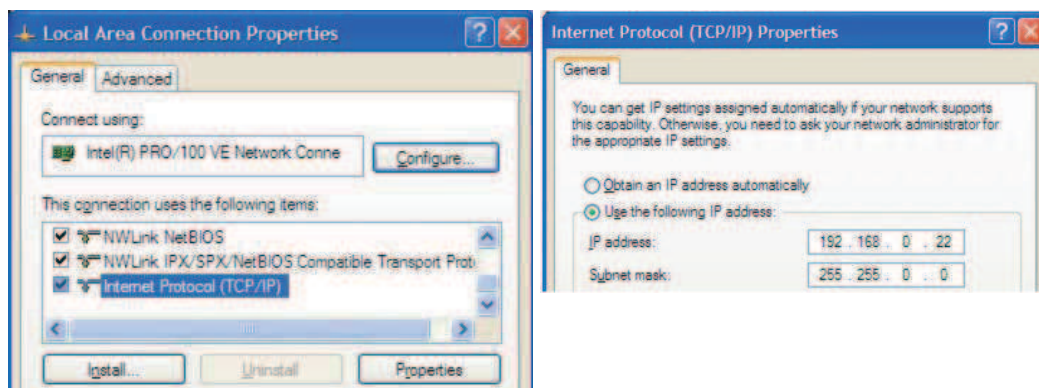 Local Area Connection Properties
General
Advanced
Connect using:
Intel(R) PRO/100 VE Network Conne
Configure...
This connection uses the following items:
NWLink NetBIOS
NWLink IPX/SPX/NetBIOS Compatible Transport Prot
Internet Protocol (TCP/IP)
Install...
Uninstall
Properties
Internet Protocol (TCP/IP) Properties
General
You can get IP settings assigned automatically if your network supports
this capability. Otherwise, you need to ask your network administrator for
the appropriate IP settings.
Obtain an IP address automatically
Use the following IP address:
IP address: 192 . 168 . 0 . 22
Subnet mask: 255 . 255 . 0 . 0